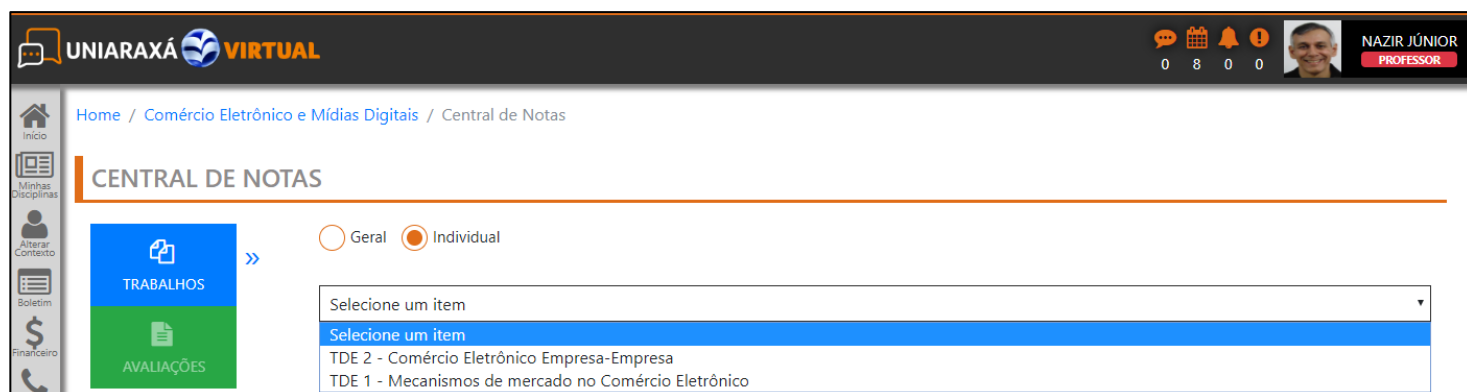 UNIARAXÁ VIRTUAL
0 8 0 0
NAZIR JÚNIOR
PROFESSOR
Início
Minhas
Disciplinas
Alterar
Contexto
Boletim
Financeiro
Home / Comércio Eletrônico e Mídias Digitais / Central de Notas
CENTRAL DE NOTAS
TRABALHOS
»
AVALIAÇÕES
Geral Individual
Selecione um item
Selecione um item
TDE 2 - Comércio Eletrônico Empresa-Empresa
TDE 1 - Mecanismos de mercado no Comércio Eletrônico